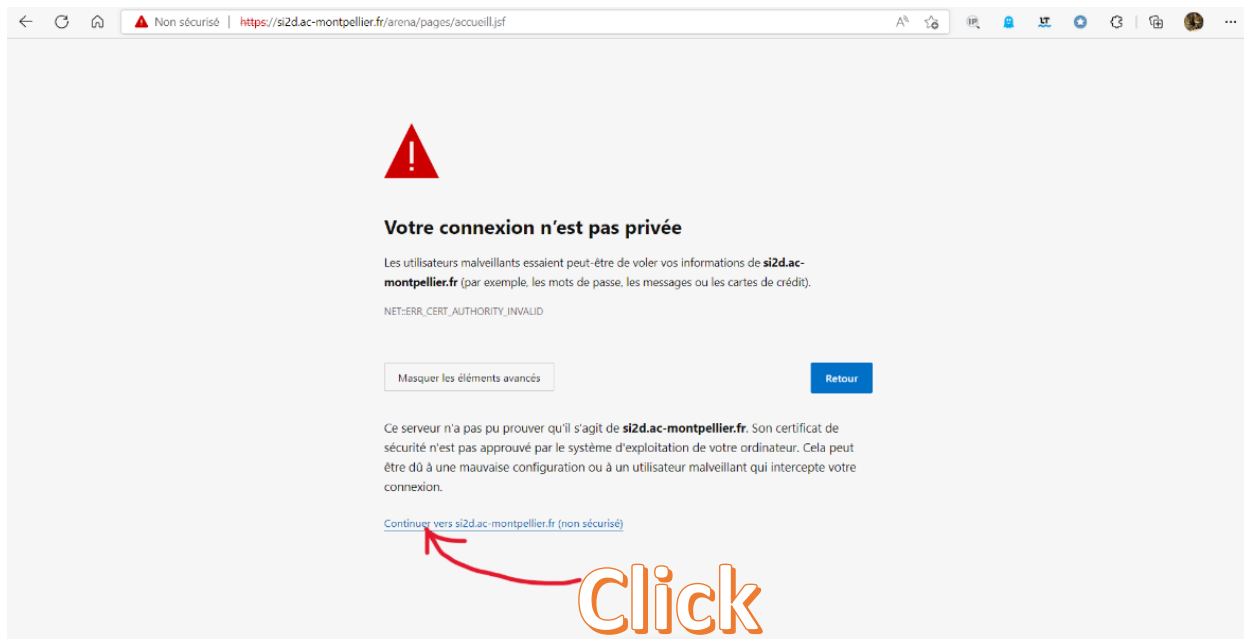 Non sécurisé | https://si2d.ac-montpellier.fr/arena/pages/accueill.jsf
Votre connexion n'est pas privée
Les utilisateurs malveillants essaient peut-être de voler vos informations de si2d.ac-
montpellier.fr (par exemple, les mots de passe, les messages ou les cartes de crédit).
NET::ERR_CERT_AUTHORITY_INVALID
Masquer les éléments avancés
Retour
Ce serveur n'a pas pu prouver qu'il s'agit de si2d.ac-montpellier.fr. Son certificat de
sécurité n'est pas approuvé par le système d'exploitation de votre ordinateur. Cela peut
être dû à une mauvaise configuration ou à un utilisateur malveillant qui intercepte votre
connexion.
Continuer vers si2d.ac-montpellier.fr (non sécurisé)
Click